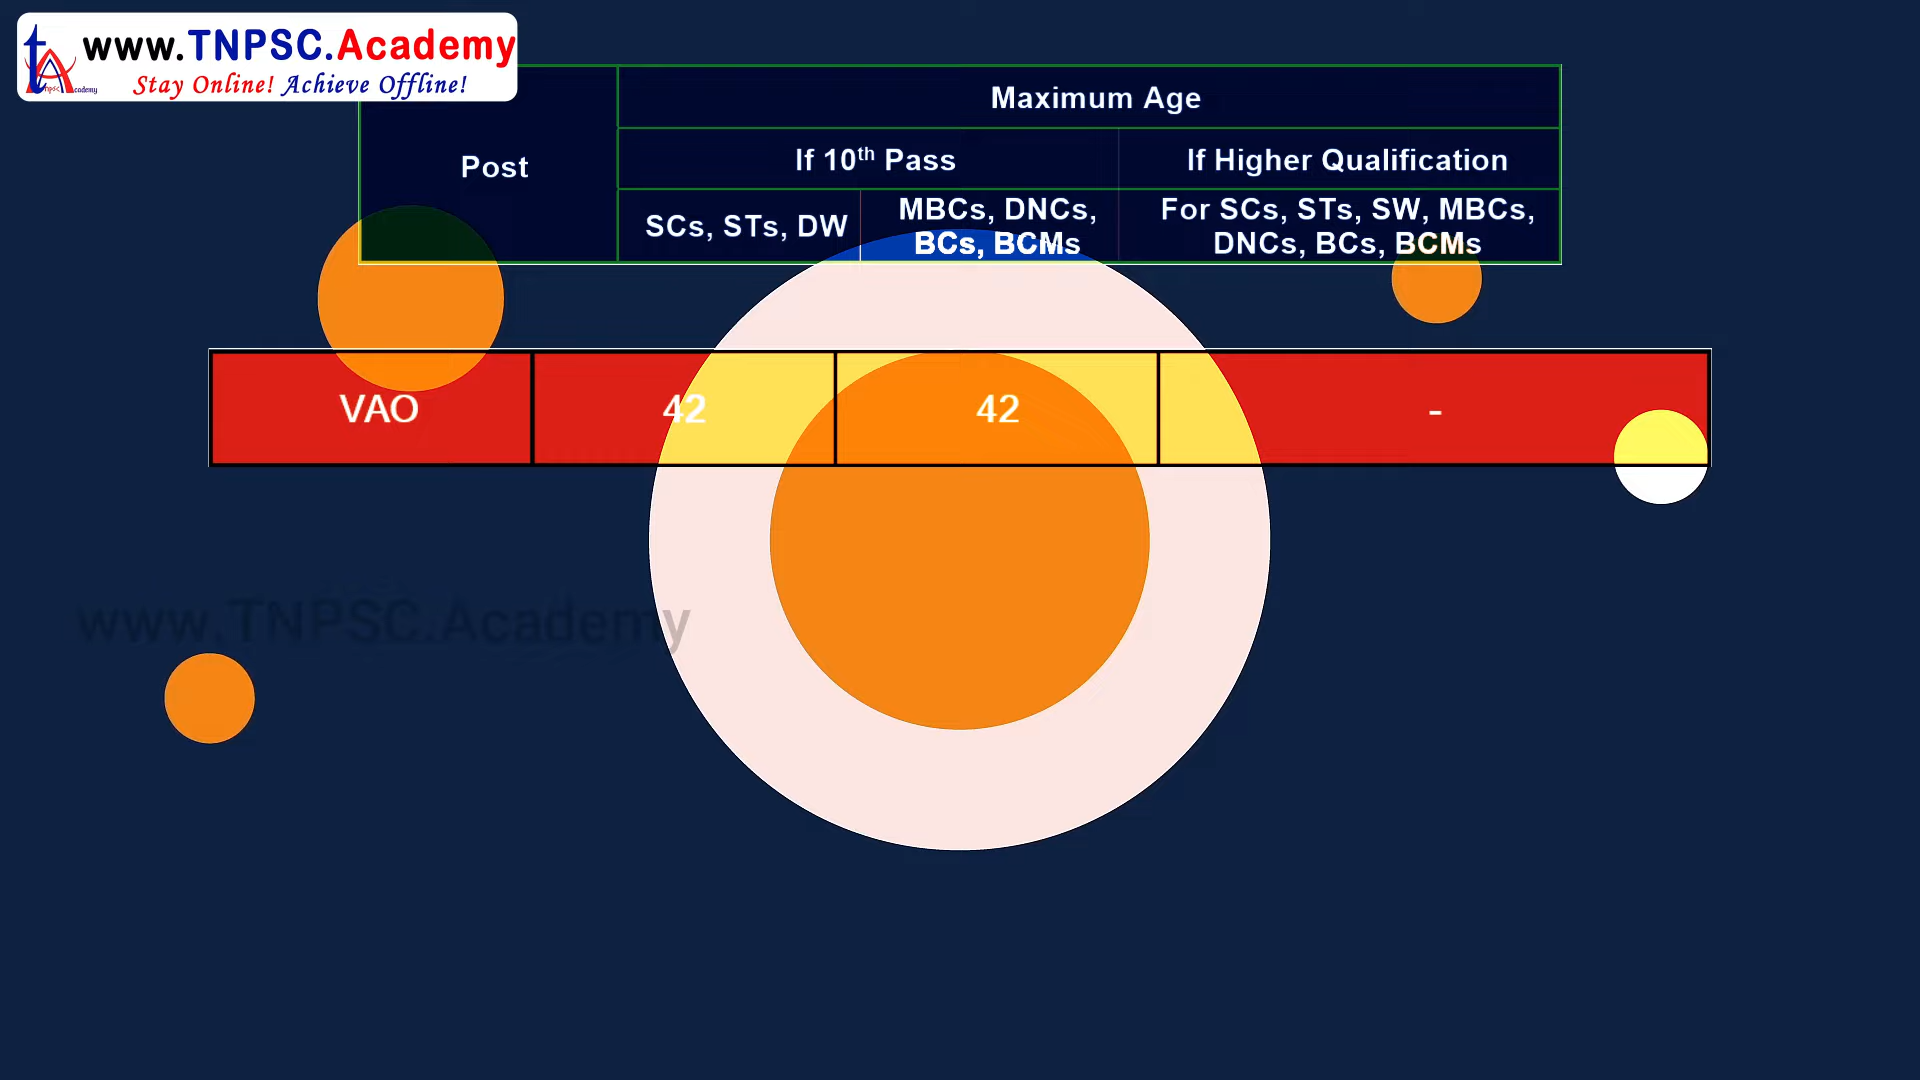 www.TNPSC.Academy
Stay Online! Achieve Offline!
Maximum Age
Post
If 10th Pass
If Higher Qualification
SCs, STs, DW
MBCs, DNCs,
BCs, BCMs
For SCs, STs, SW, MBCs,
DNCs, BCs, BCMs
VAO
42
42
-
www.TNPSC.Academy